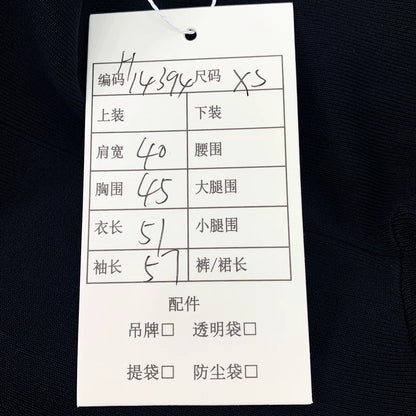 编码 H14394 尺码 XS
上装 下装
肩宽 40 腰围
胸围 45 大腿围
衣长 51 小腿围
袖长 57 裤/裙长
配件
吊牌□ 透明袋□
提袋□ 防尘袋□